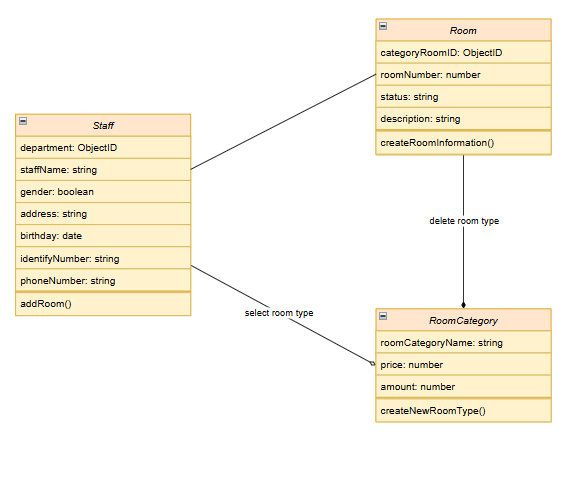 Room
categoryRoomID: ObjectID
roomNumber: number
status: string
description: string
createRoomInformation()
Staff
department: ObjectID
staffName: string
gender: boolean
address: string
birthday: date
identifyNumber: string
phoneNumber: string
addRoom()
delete room type
select room type
RoomCategory
roomCategoryName: string
price: number
amount: number
createNewRoomType()